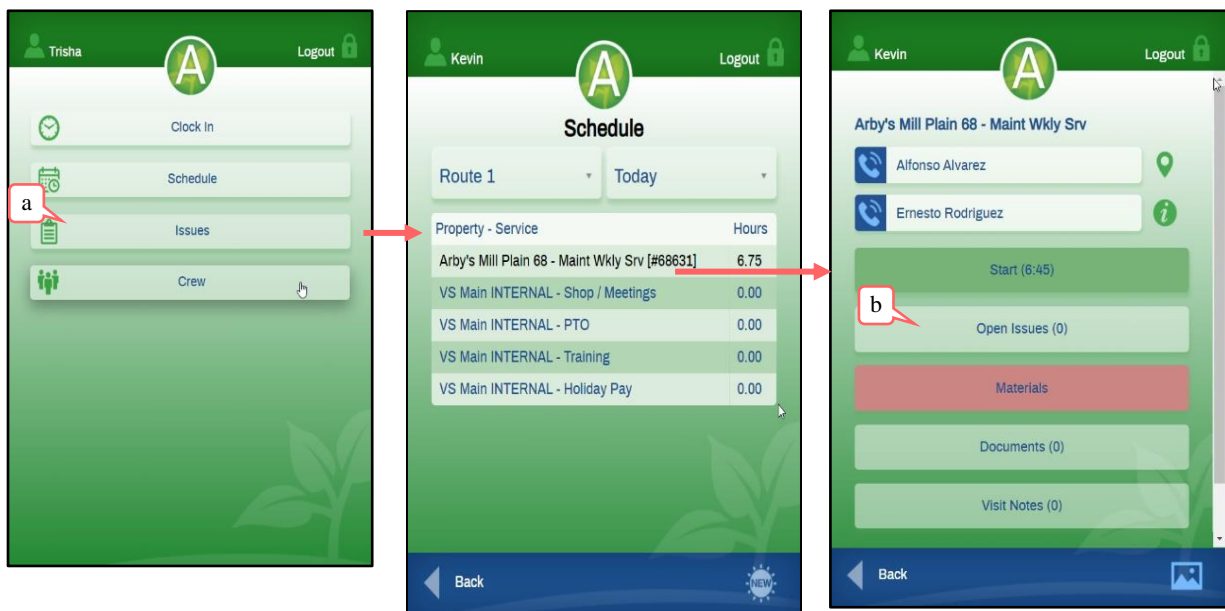 Trisha
A
Logout
Clock In
Schedule
a
Issues
Crew
Kevin
A
Logout
Schedule
Route 1
Today
Property - Service Hours
Arby's Mill Plain 68 - Maint Wkly Srv [#68631] 6.75
VS Main INTERNAL - Shop / Meetings 0.00
VS Main INTERNAL - PTO 0.00
VS Main INTERNAL - Training 0.00
VS Main INTERNAL - Holiday Pay 0.00
Back
NEW
Kevin
A
Logout
Arby's Mill Plain 68 - Maint Wkly Srv
Alfonso Alvarez
Ernesto Rodriguez
i
Start (6:45)
b
Open Issues (0)
Materials
Documents (0)
Visit Notes (0)
Back